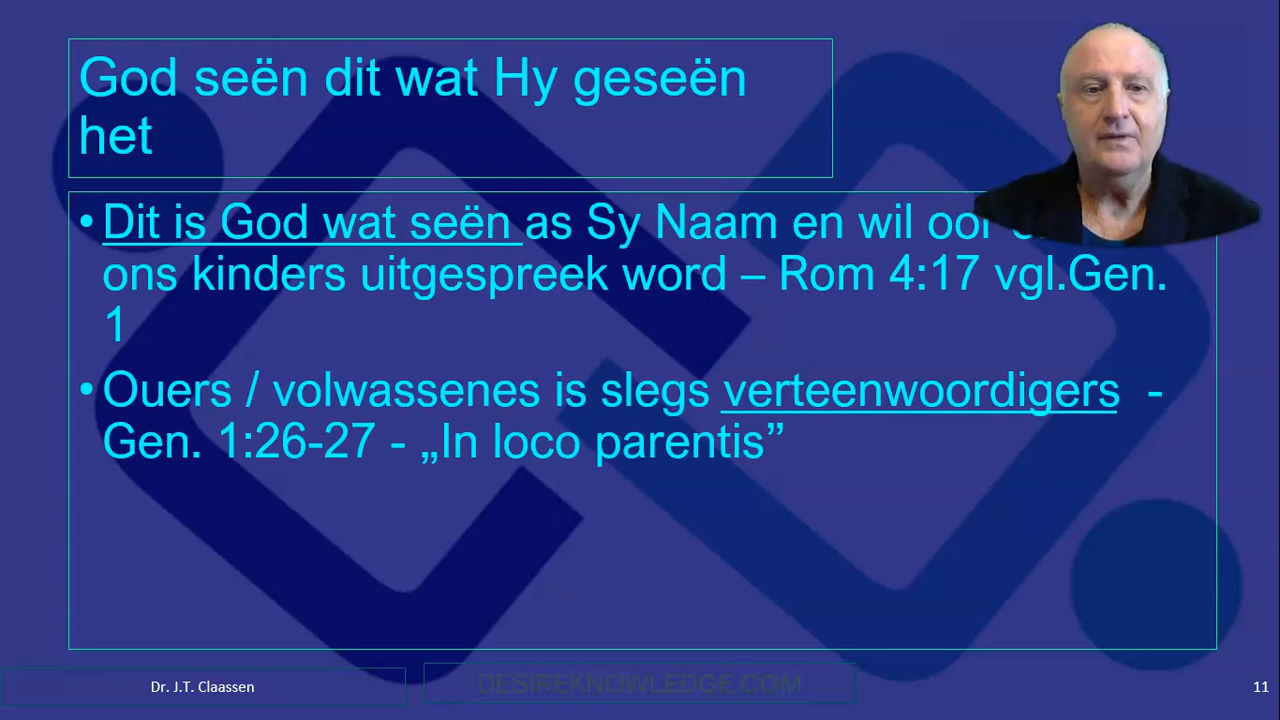 God seën dit wat Hy geseën
het
• Dit is God wat seën as Sy Naam en wil oor
ons kinders uitgespreek word – Rom 4:17 vgl.Gen.
1
• Ouers / volwassenes is slegs verteenwoordigers -
Gen. 1:26-27 - „In loco parentis”
Dr. J.T. Claassen
DESIREKNOWLEDGE.COM
11